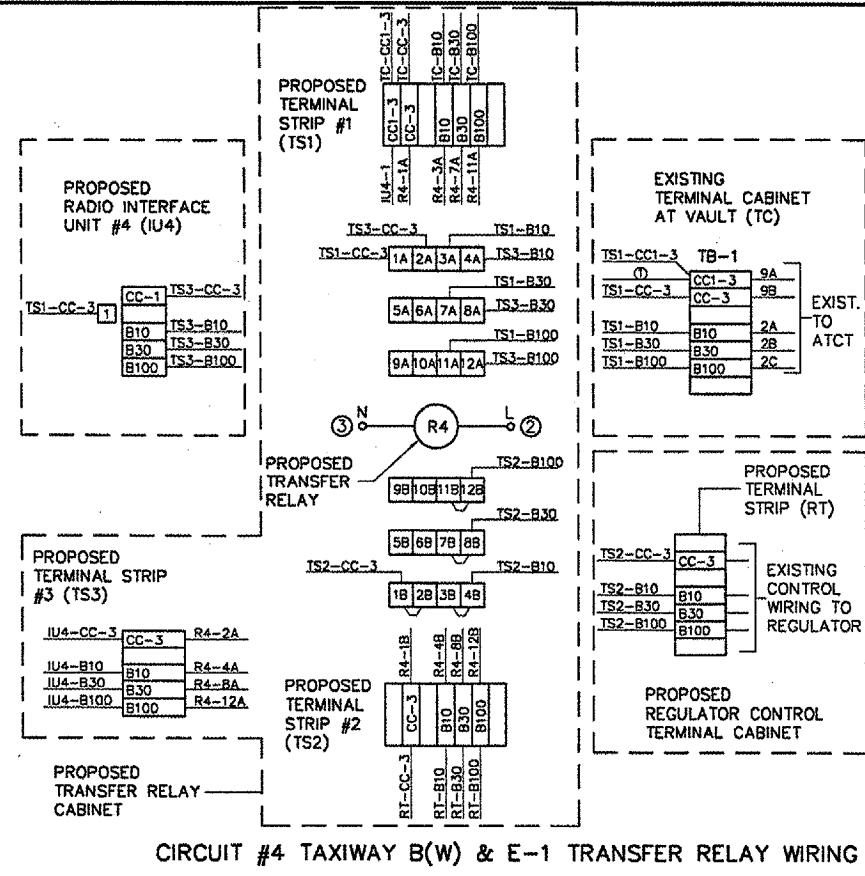 TC-CC1-3
TC-CC-3
TC-B10
TC-B30
TC-B100
PROPOSED
TERMINAL
STRIP #1
(TS1)
CC1-3
CC-3
B10
B30
B100
IU4-1
R4-1A
R4-3A
R4-7A
R4-11A
PROPOSED
RADIO INTERFACE
UNIT #4 (IU4)
TS1-CC-3
1
CC-1
TS3-CC-3
B10
TS3-B10
B30
TS3-B30
B100
TS3-B100
TS3-CC-3
TS1-B10
TS1-CC-3
1A 2A 3A 4A
TS3-B10
TS1-B30
5A 6A 7A 8A
TS3-B30
TS1-B100
9A 10A 11A 12A
TS3-B100
3 N
R4
L 2
PROPOSED
TRANSFER
RELAY
TS2-B100
9B 10B 11B 12B
TS2-B30
5B 6B 7B 8B
TS2-CC-3
TS2-B10
1B 2B 3B 4B
EXISTING
TERMINAL CABINET
AT VAULT (TC)
TB-1
TS1-CC1-3
1
CC1-3
9A
TS1-CC-3
CC-3
9B
TS1-B10
B10
2A
TS1-B30
B30
2B
TS1-B100
B100
2C
EXIST.
TO
ATCT
PROPOSED
TERMINAL
STRIP (RT)
TS2-CC-3
CC-3
TS2-B10
B10
TS2-B30
B30
TS2-B100
B100
EXISTING
CONTROL
WIRING TO
REGULATOR
PROPOSED
REGULATOR CONTROL
TERMINAL CABINET
PROPOSED
TERMINAL STRIP
#3 (TS3)
IU4-CC-3
CC-3
R4-2A
IU4-B10
B10
R4-4A
IU4-B30
B30
R4-8A
IU4-B100
B100
R4-12A
R4-1B
R4-4B
R4-8B
R4-12B
PROPOSED
TERMINAL
STRIP #2
(TS2)
CC-3
B10
B30
B100
RT-CC-3
RT-B10
RT-B30
RT-B100
PROPOSED
TRANSFER RELAY
CABINET
CIRCUIT #4 TAXIWAY B(W) & E-1 TRANSFER RELAY WIRING